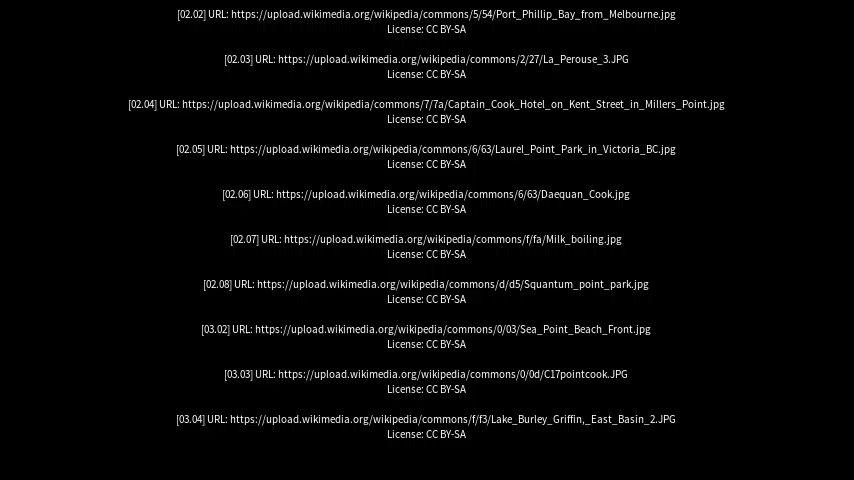 [02.02] URL: https://upload.wikimedia.org/wikipedia/commons/5/54/Port_Phillip_Bay_from_Melbourne.jpg
License: CC BY-SA
[02.03] URL: https://upload.wikimedia.org/wikipedia/commons/2/27/La_Perouse_3.JPG
License: CC BY-SA
[02.04] URL: https://upload.wikimedia.org/wikipedia/commons/7/7a/Captain_Cook_Hotel_on_Kent_Street_in_Millers_Point.jpg
License: CC BY-SA
[02.05] URL: https://upload.wikimedia.org/wikipedia/commons/6/63/Laurel_Point_Park_in_Victoria_BC.jpg
License: CC BY-SA
[02.06] URL: https://upload.wikimedia.org/wikipedia/commons/6/63/Daequan_Cook.jpg
License: CC BY-SA
[02.07] URL: https://upload.wikimedia.org/wikipedia/commons/f/fa/Milk_boiling.jpg
License: CC BY-SA
[02.08] URL: https://upload.wikimedia.org/wikipedia/commons/d/d5/Squantum_point_park.jpg
License: CC BY-SA
[03.02] URL: https://upload.wikimedia.org/wikipedia/commons/0/03/Sea_Point_Beach_Front.jpg
License: CC BY-SA
[03.03] URL: https://upload.wikimedia.org/wikipedia/commons/0/0d/C17pointcook.JPG
License: CC BY-SA
[03.04] URL: https://upload.wikimedia.org/wikipedia/commons/f/f3/Lake_Burley_Griffin,_East_Basin_2.JPG
License: CC BY-SA